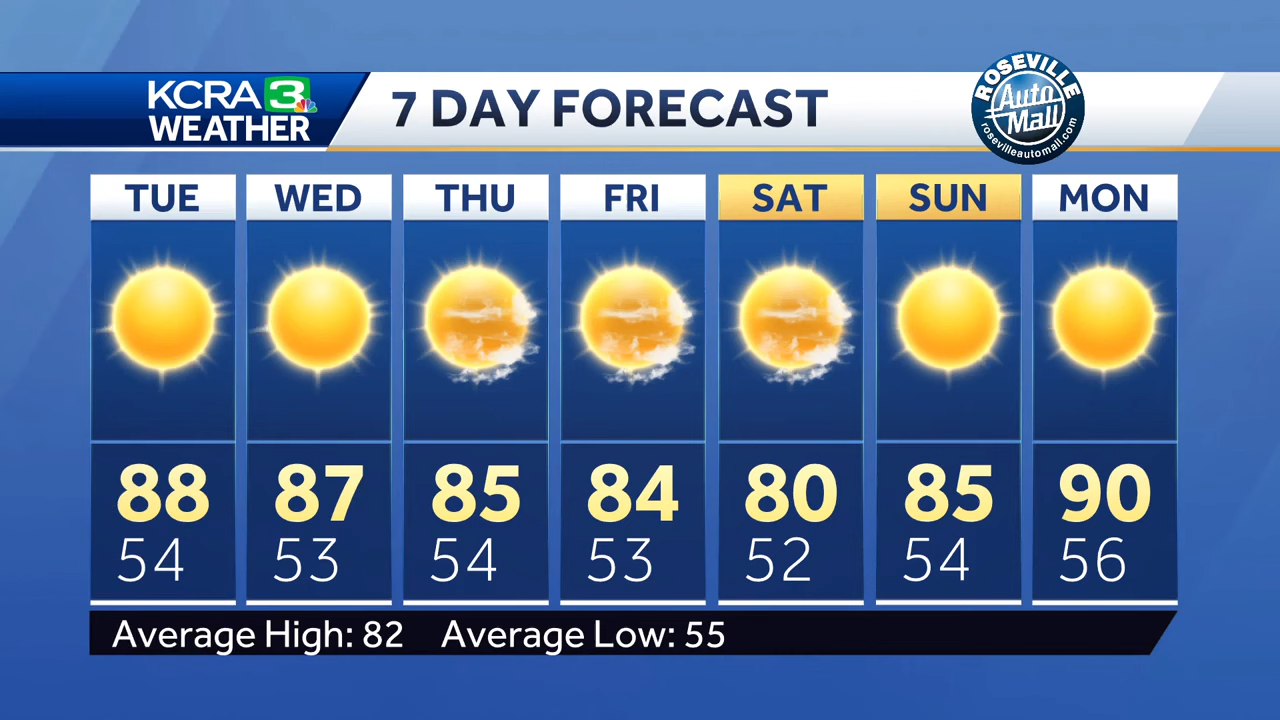 KCRA 3
WEATHER
7 DAY FORECAST
ROSEVILLE
Auto
Mall
rosevilleautomall.com
TUE WED THU FRI SAT SUN MON
88 87 85 84 80 85 90
54 53 54 53 52 54 56
Average High: 82 Average Low: 55